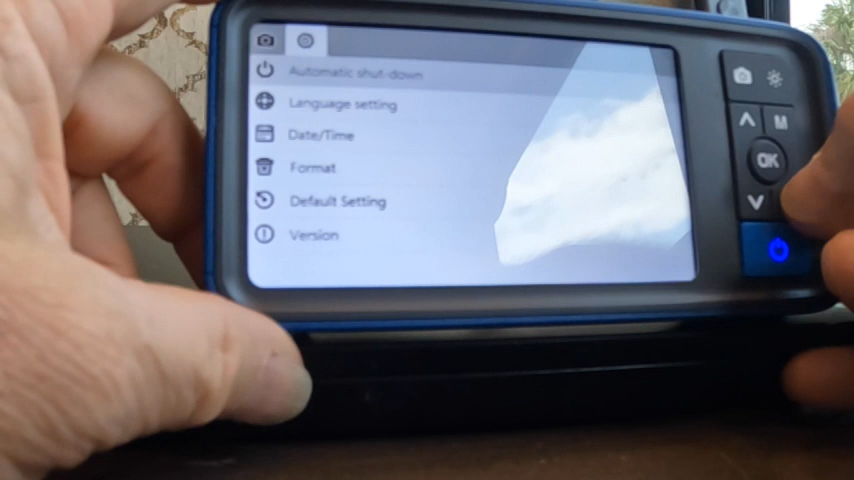 Automatic shut-down
Language setting
Date/Time
Format
Default Setting
Version
M
OK